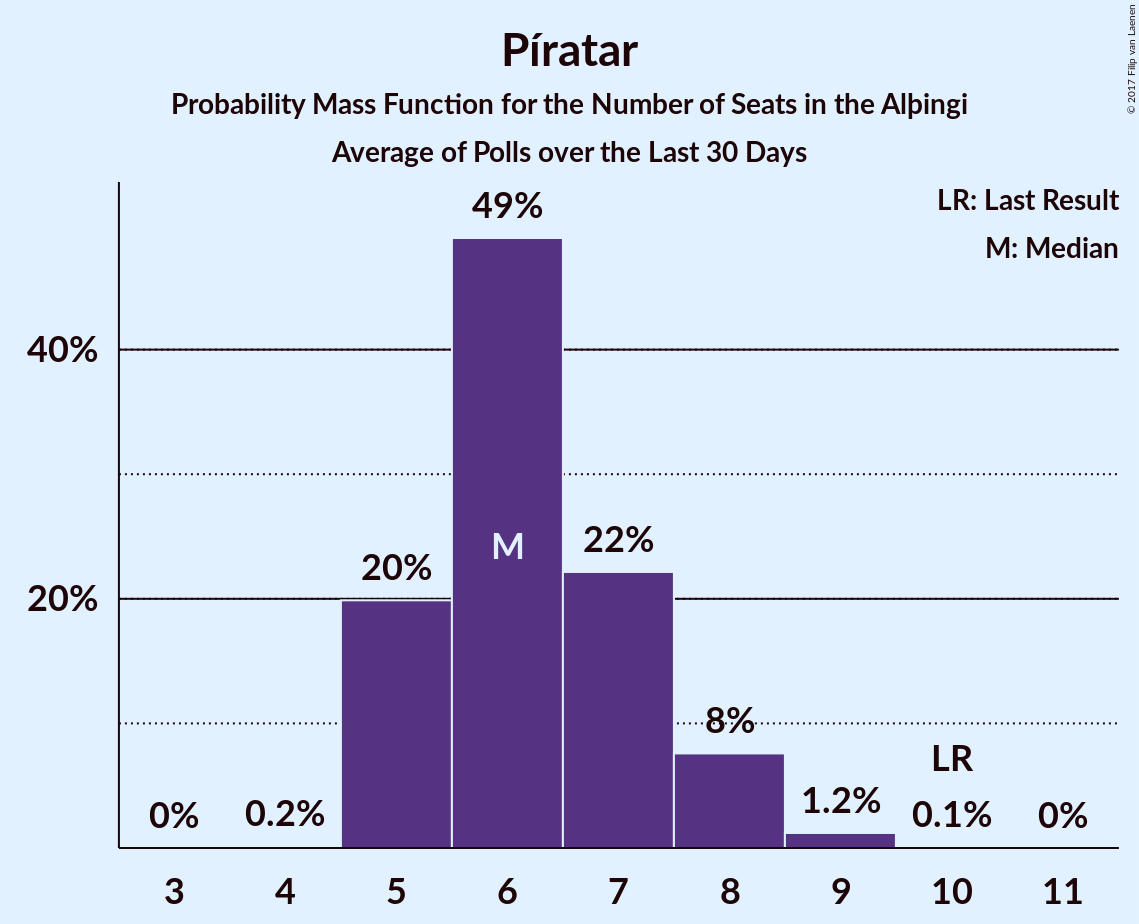 Píratar
Probability Mass Function for the Number of Seats in the Alþingi
Average of Polls over the Last 30 Days
© 2017 Filip van Laenen
LR: Last Result
M: Median
49%
40%
M
22%
20%
20%
8%
LR
0%
0.2%
1.2%
0.1%
0%
3 4 5 6 7 8 9 10 11